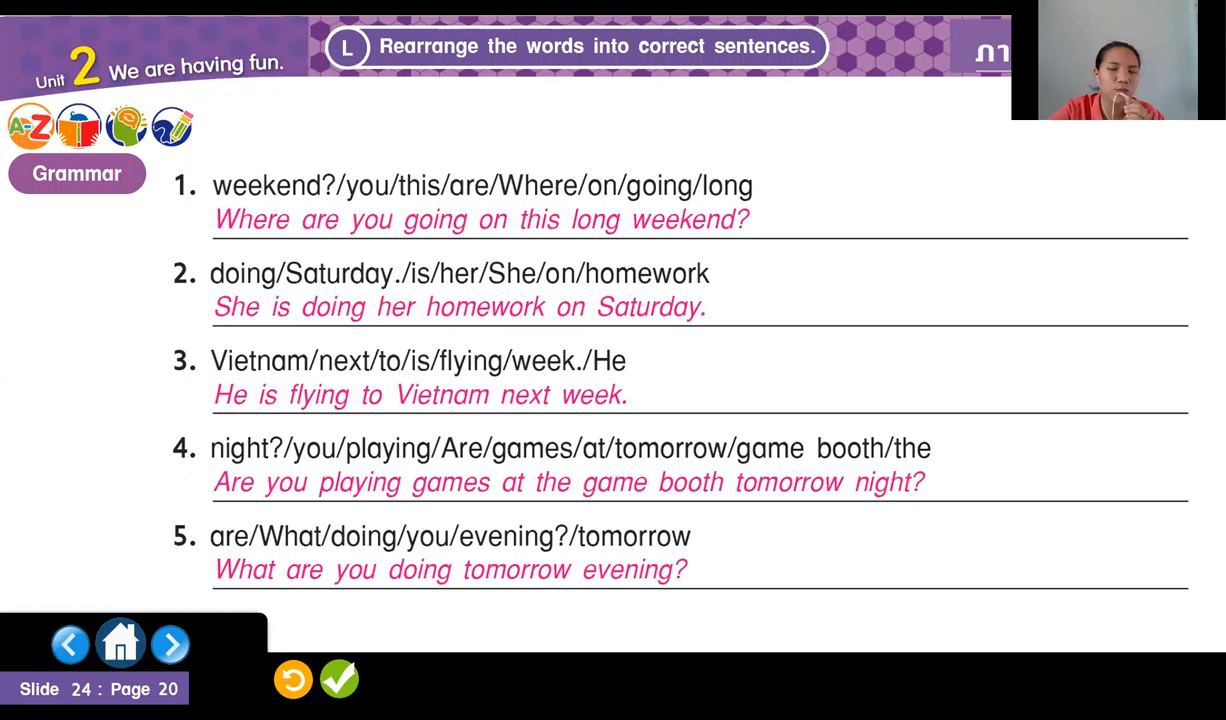 Unit 2 We are having fun.
L Rearrange the words into correct sentences.
A-Z
Grammar
1. weekend?/you/this/are/Where/on/going/long
Where are you going on this long weekend?
2. doing/Saturday./is/her/She/on/homework
She is doing her homework on Saturday.
3. Vietnam/next/to/is/flying/week./He
He is flying to Vietnam next week.
4. night?/you/playing/Are/games/at/tomorrow/game booth/the
Are you playing games at the game booth tomorrow night?
5. are/What/doing/you/evening?/tomorrow
What are you doing tomorrow evening?
Slide 24 : Page 20